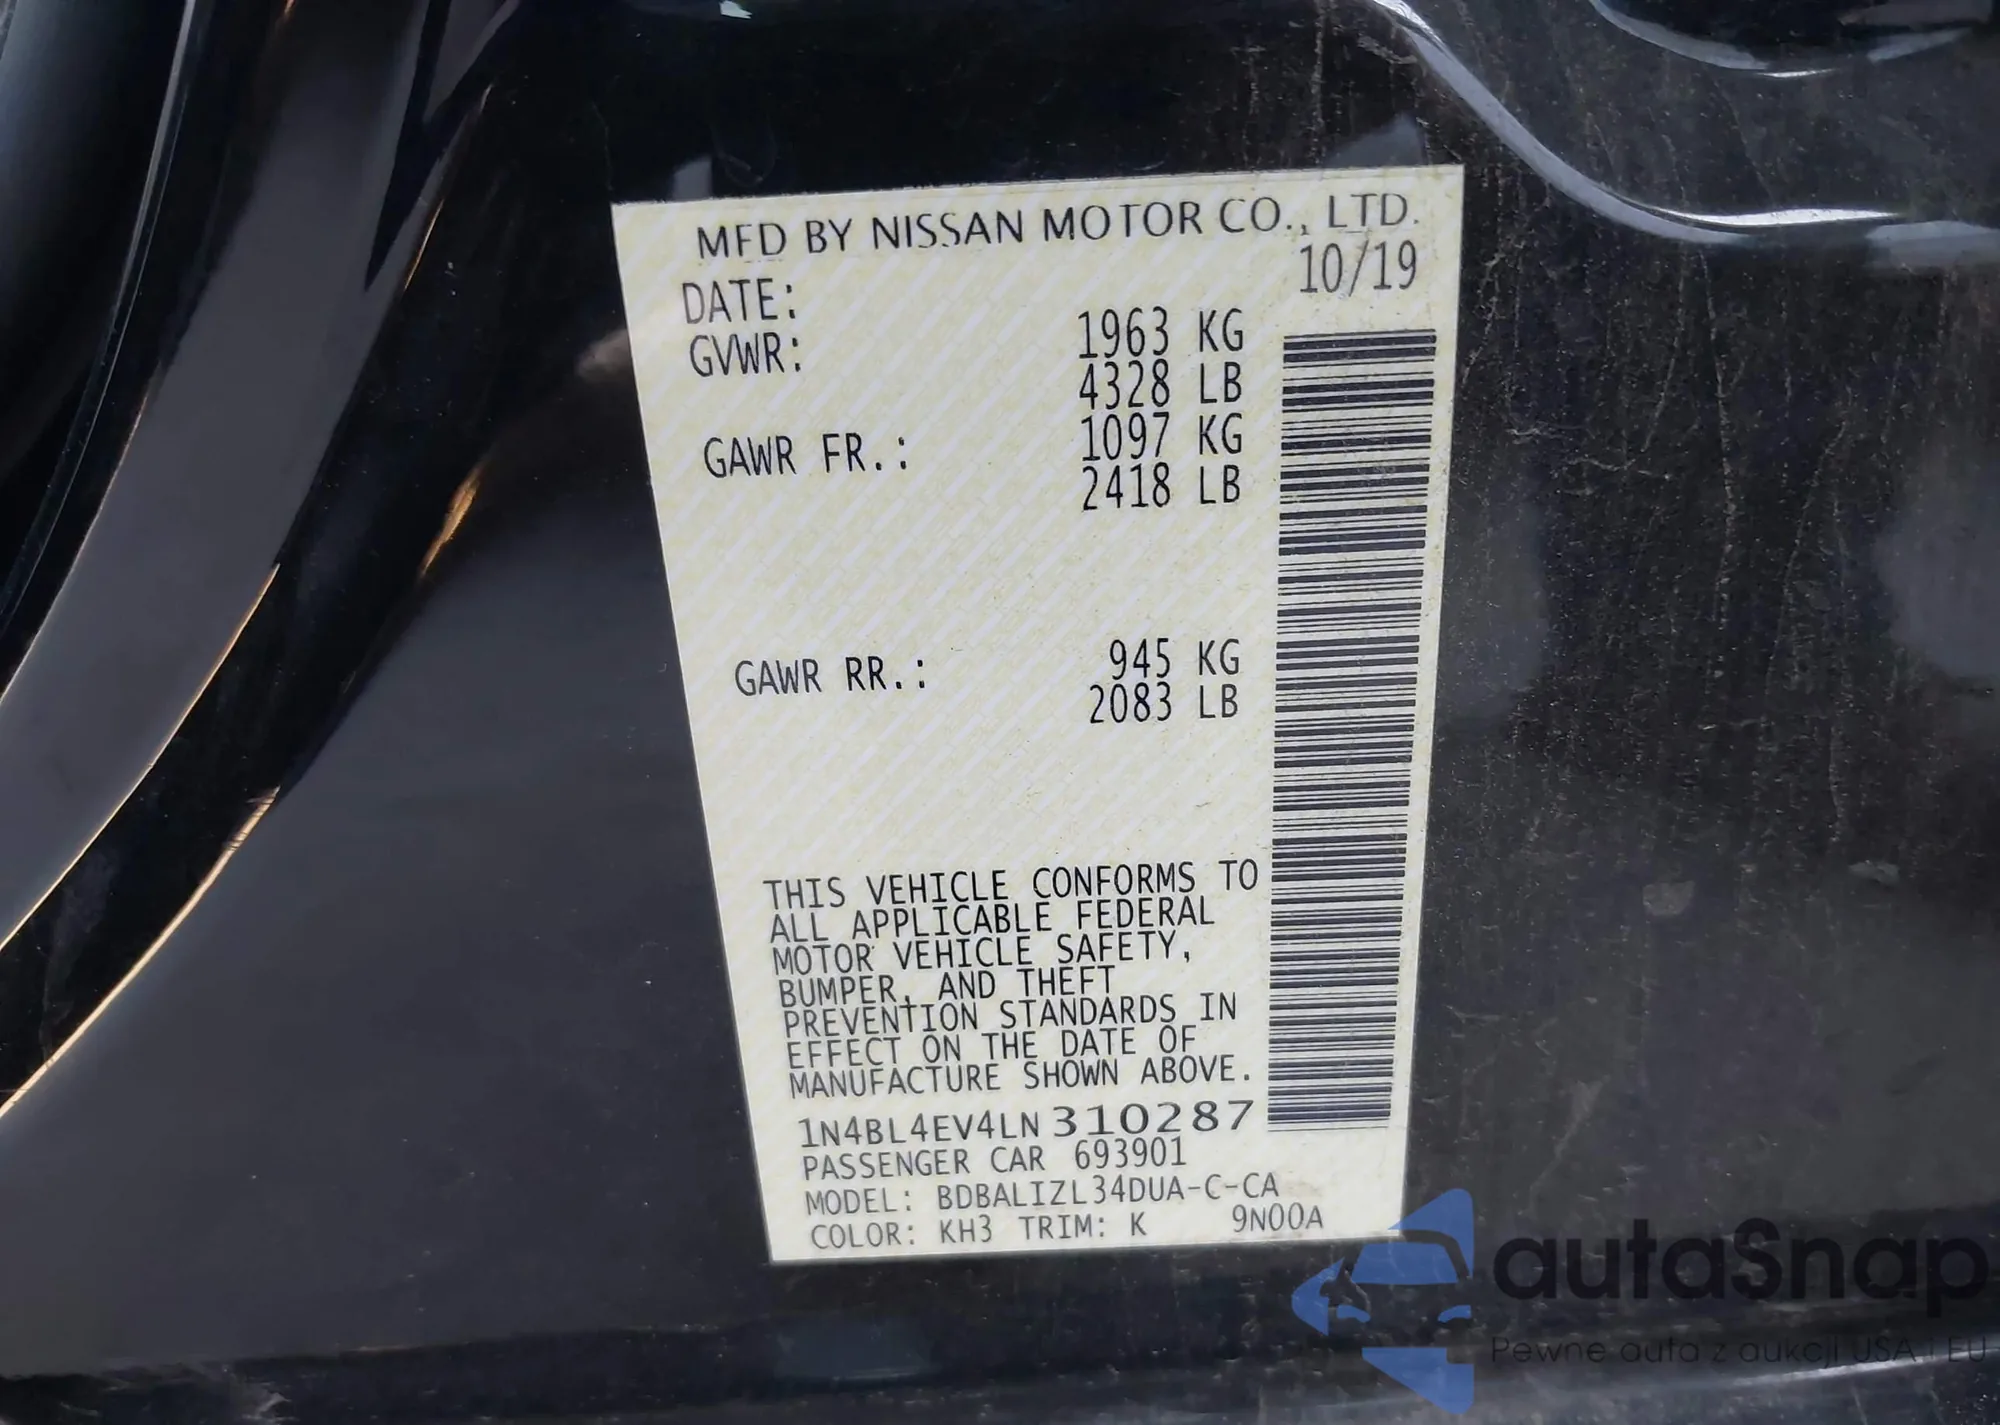 MFD BY NISSAN MOTOR CO., LTD.
DATE: 10/19
GVWR: 1963 KG
4328 LB
GAWR FR.: 1097 KG
2418 LB
GAWR RR.: 945 KG
2083 LB
THIS VEHICLE CONFORMS TO
ALL APPLICABLE FEDERAL
MOTOR VEHICLE SAFETY,
BUMPER, AND THEFT
PREVENTION STANDARDS IN
EFFECT ON THE DATE OF
MANUFACTURE SHOWN ABOVE.
1N4BL4EV4LN310287
PASSENGER CAR 693901
MODEL: BDBALIZL34DUA-C-CA
COLOR: KH3 TRIM: K 9N00A
autaSnap
Pewne auta z aukcji USA i EU